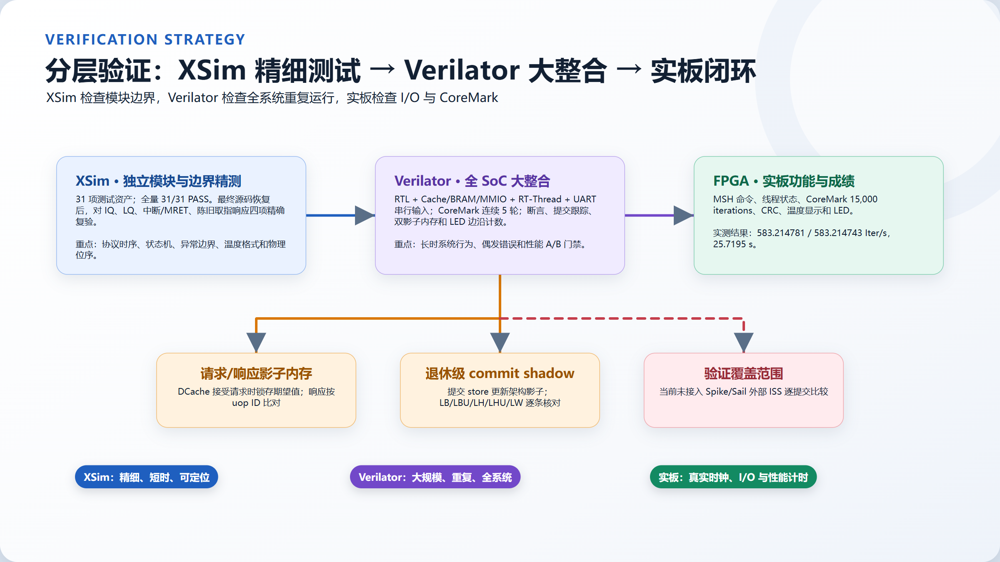 VERIFICATION STRATEGY
分层验证：XSim 精细测试 → Verilator 大整合 → 实板闭环
XSim 检查模块边界，Verilator 检查全系统重复运行，实板检查 I/O 与 CoreMark
XSim • 独立模块与边界精测
31 项测试资产；全量 31/31 PASS。最终源码恢复
后，对 IQ、LQ、中断/MRET、陈旧取指响应四项精确
复验。
重点：协议时序、状态机、异常边界、温度格式和物理
位序。
Verilator • 全 SoC 大整合
RTL + Cache/BRAM/MMIO + RT-Thread + UART
串行输入；CoreMark 连续 5 轮；断言、提交跟踪、
双影子内存和 LED 边沿计数。
重点：长时系统行为、偶发错误和性能 A/B 门禁。
FPGA • 实板功能与成绩
MSH 命令、线程状态、CoreMark 15,000
iterations、CRC、温度显示和 LED。
实测结果：583.214781 / 583.214743 Iter/s，
25.7195 s。
请求/响应影子内存
DCache 接受请求时锁存期望值；响应按
uop ID 比对
退休级 commit shadow
提交 store 更新架构影子；
LB/LBU/LH/LHU/LW 逐条核对
验证覆盖范围
当前未接入 Spike/Sail 外部 ISS 逐提交比较
XSim：精细、短时、可定位
Verilator：大规模、重复、全系统
实板：真实时钟、I/O 与性能计时